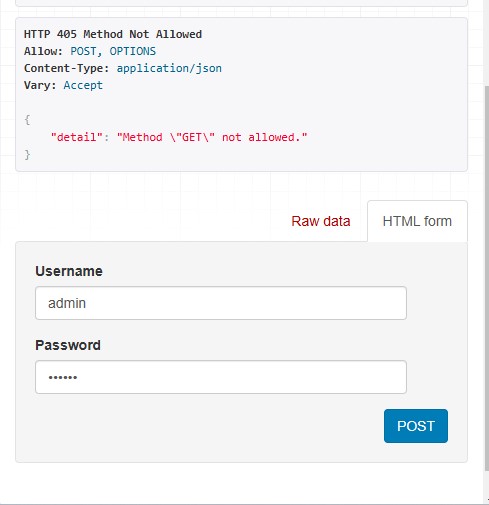 HTTP 405 Method Not Allowed
Allow: POST, OPTIONS
Content-Type: application/json
Vary: Accept
{
"detail": "Method \"GET\" not allowed."
}
Raw data HTML form
Username
admin
Password
••••••
POST